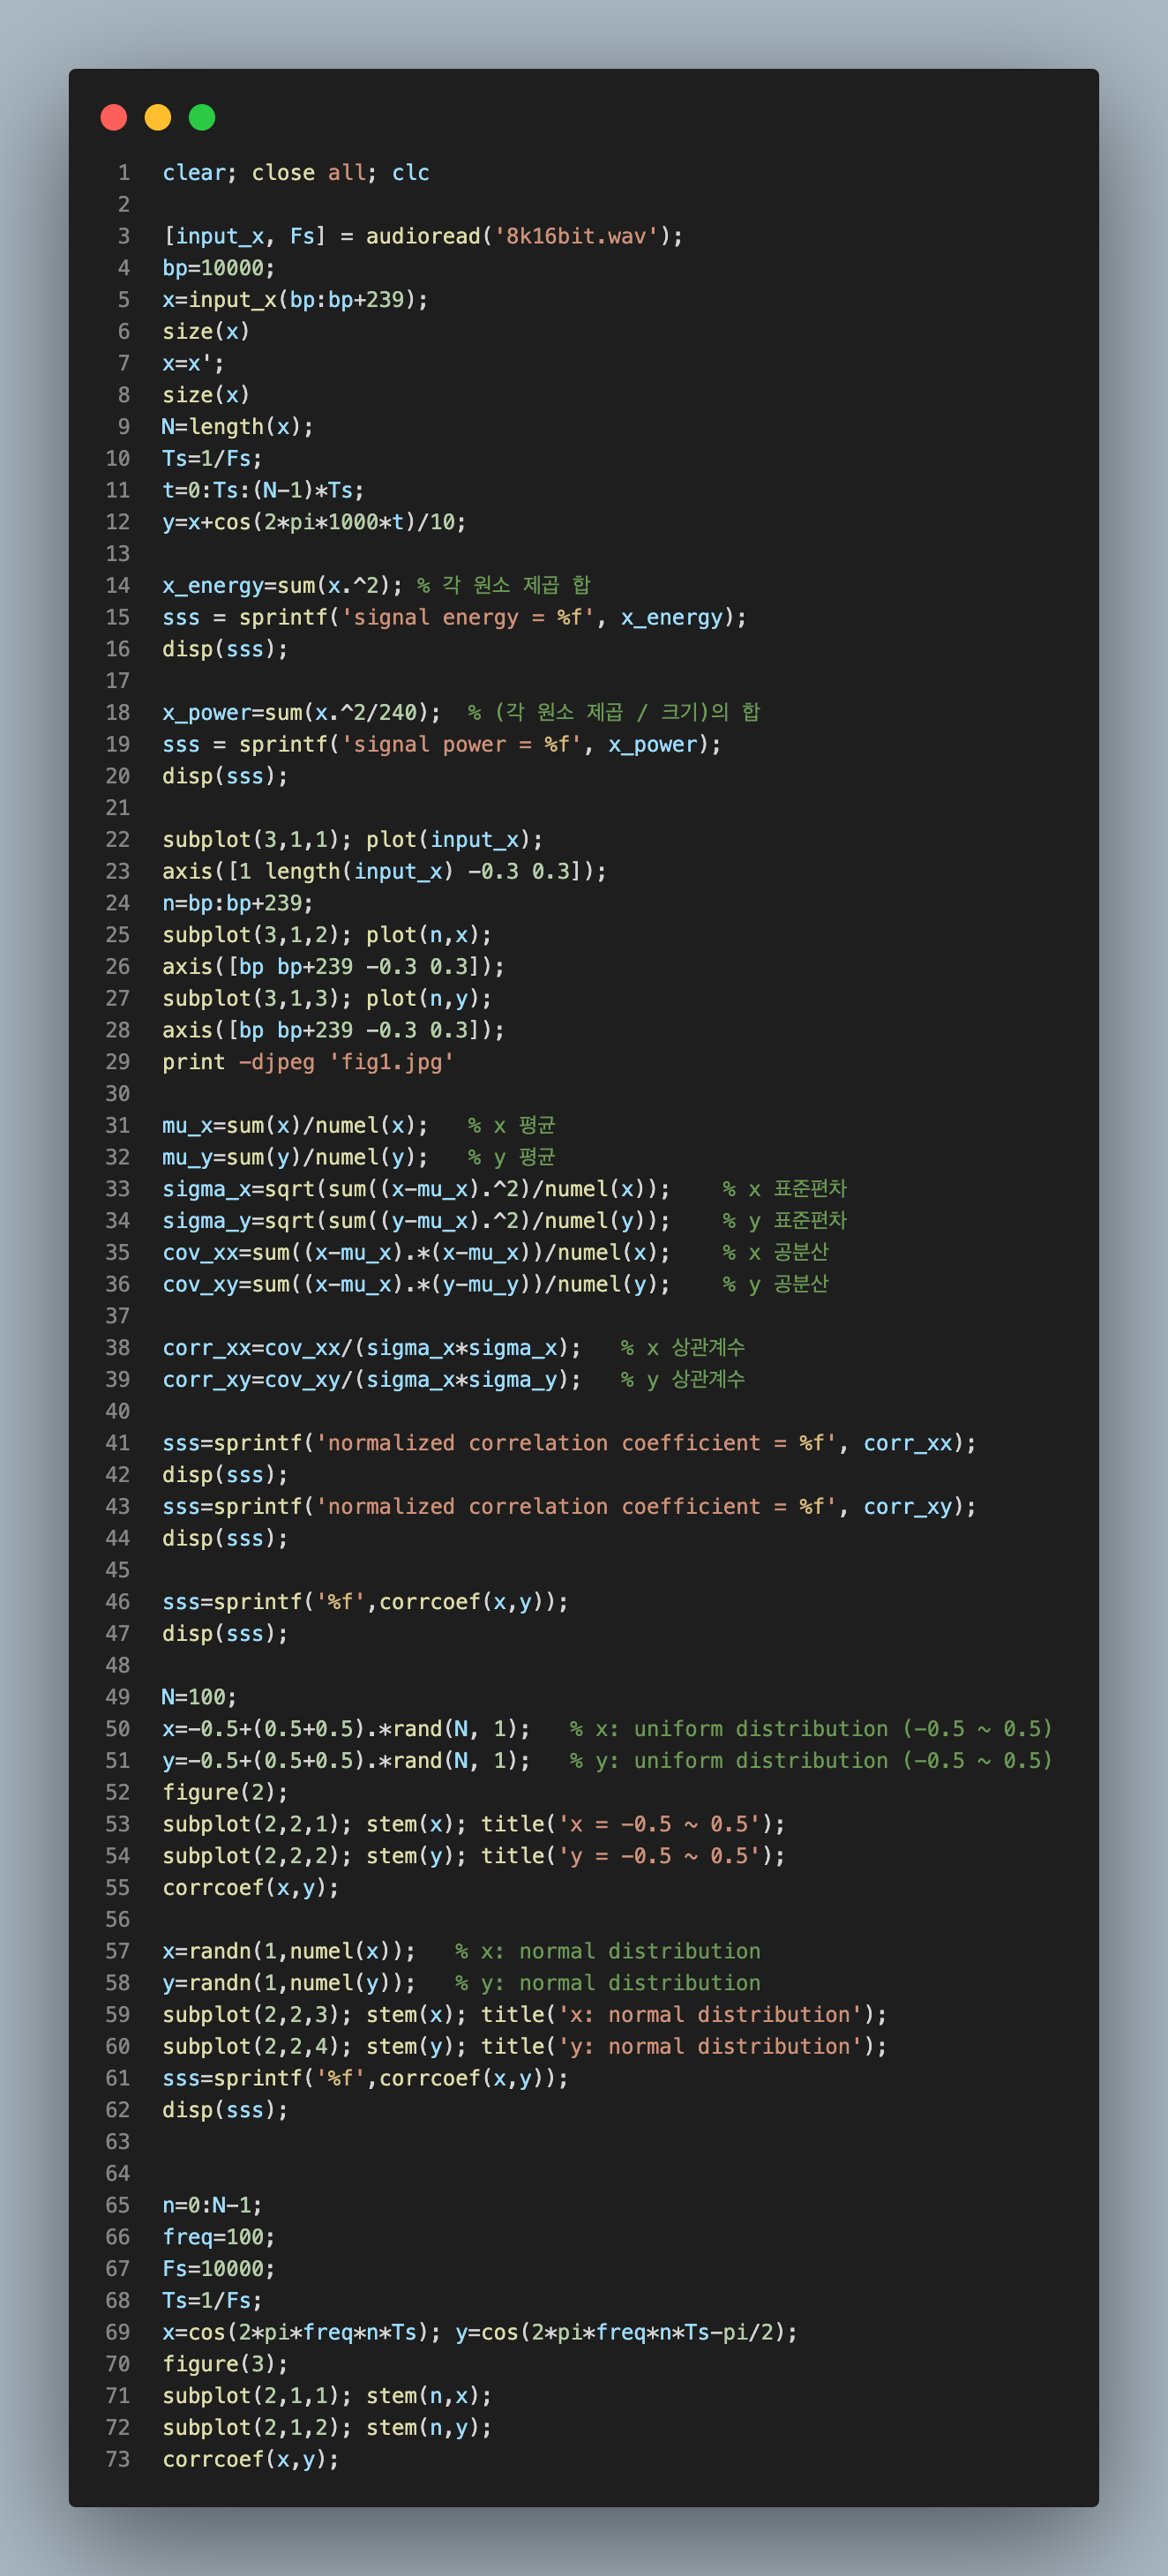 1 clear; close all; clc
2
3 [input_x, Fs] = audioread('8k16bit.wav');
4 bp=10000;
5 x=input_x(bp:bp+239);
6 size(x)
7 x=x';
8 size(x)
9 N=length(x);
10 Ts=1/Fs;
11 t=0:Ts:(N-1)*Ts;
12 y=x+cos(2*pi*1000*t)/10;
13
14 x_energy=sum(x.^2); % 각 원소 제곱 합
15 sss = sprintf('signal energy = %f', x_energy);
16 disp(sss);
17
18 x_power=sum(x.^2/240);  % (각 원소 제곱 / 크기)의 합
19 sss = sprintf('signal power = %f', x_power);
20 disp(sss);
21
22 subplot(3,1,1); plot(input_x);
23 axis([1 length(input_x) -0.3 0.3]);
24 n=bp:bp+239;
25 subplot(3,1,2); plot(n,x);
26 axis([bp bp+239 -0.3 0.3]);
27 subplot(3,1,3); plot(n,y);
28 axis([bp bp+239 -0.3 0.3]);
29 print -djpeg 'fig1.jpg'
30
31 mu_x=sum(x)/numel(x);   % x 평균
32 mu_y=sum(y)/numel(y);   % y 평균
33 sigma_x=sqrt(sum((x-mu_x).^2)/numel(x));    % x 표준편차
34 sigma_y=sqrt(sum((y-mu_x).^2)/numel(y));    % y 표준편차
35 cov_xx=sum((x-mu_x).*(x-mu_x))/numel(x);    % x 공분산
36 cov_xy=sum((x-mu_x).*(y-mu_y))/numel(y);    % y 공분산
37
38 corr_xx=cov_xx/(sigma_x*sigma_x);   % x 상관계수
39 corr_xy=cov_xy/(sigma_x*sigma_y);   % y 상관계수
40
41 sss=sprintf('normalized correlation coefficient = %f', corr_xx);
42 disp(sss);
43 sss=sprintf('normalized correlation coefficient = %f', corr_xy);
44 disp(sss);
45
46 sss=sprintf('%f',corrcoef(x,y));
47 disp(sss);
48
49 N=100;
50 x=-0.5+(0.5+0.5).*rand(N, 1);   % x: uniform distribution (-0.5 ~ 0.5)
51 y=-0.5+(0.5+0.5).*rand(N, 1);   % y: uniform distribution (-0.5 ~ 0.5)
52 figure(2);
53 subplot(2,2,1); stem(x); title('x = -0.5 ~ 0.5');
54 subplot(2,2,2); stem(y); title('y = -0.5 ~ 0.5');
55 corrcoef(x,y);
56
57 x=randn(1,numel(x));   % x: normal distribution
58 y=randn(1,numel(y));   % y: normal distribution
59 subplot(2,2,3); stem(x); title('x: normal distribution');
60 subplot(2,2,4); stem(y); title('y: normal distribution');
61 sss=sprintf('%f',corrcoef(x,y));
62 disp(sss);
63
64
65 n=0:N-1;
66 freq=100;
67 Fs=10000;
68 Ts=1/Fs;
69 x=cos(2*pi*freq*n*Ts); y=cos(2*pi*freq*n*Ts-pi/2);
70 figure(3);
71 subplot(2,1,1); stem(n,x);
72 subplot(2,1,2); stem(n,y);
73 corrcoef(x,y);